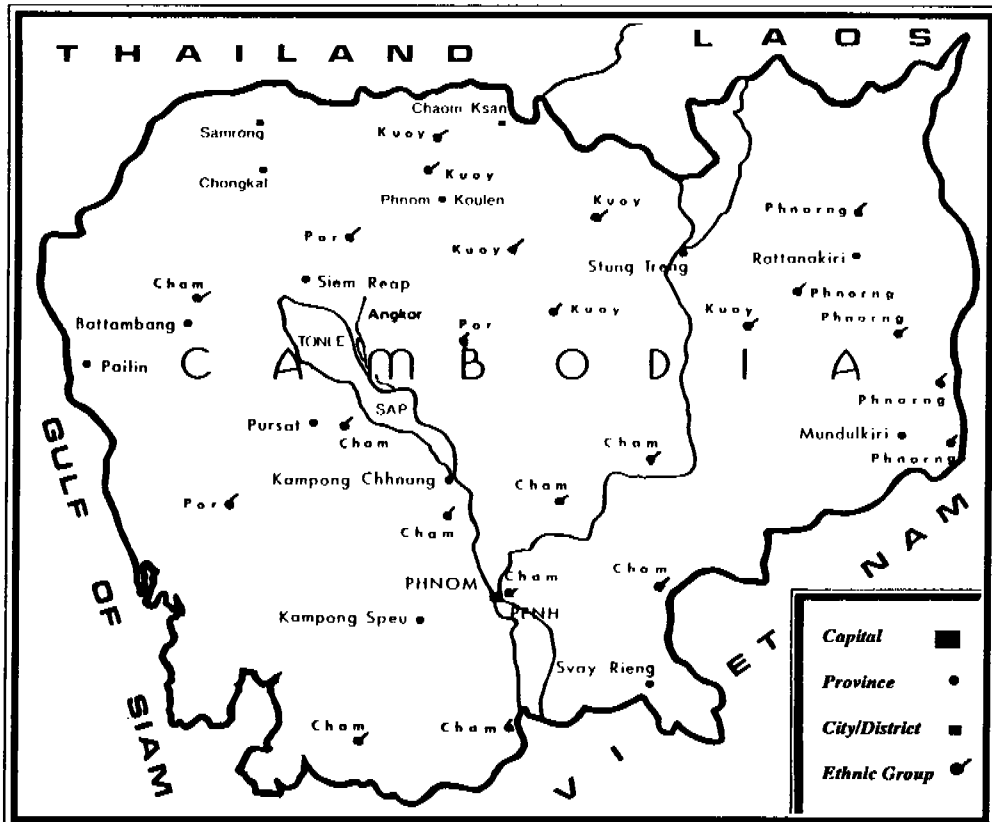 THAILAND
LAOS
Chaom Ksan
Samrong
Kuoy
Chongkal
Kuoy
Phnom Koulen
Kuoy
Phnorng
Por
Kuoy
Stung Treng
Rattanakiri
Siem Reap
Cham
Phnorng
Angkor
Kuoy
Kuoy
Phnorng
Battambang
Por
TONLE
Pailin
CAMBODIA
Phnorng
SAP
Pursat
Cham
Mundulkiri
Phnorng
Cham
Kampong Chhnung
Cham
Por
Cham
GULF OF SIAM
Cham
Cham
PHNOM PENH
Kampong Speu
Svay Rieng
Cham
Cham
VIETNAM
Capital
Province
City/District
Ethnic Group